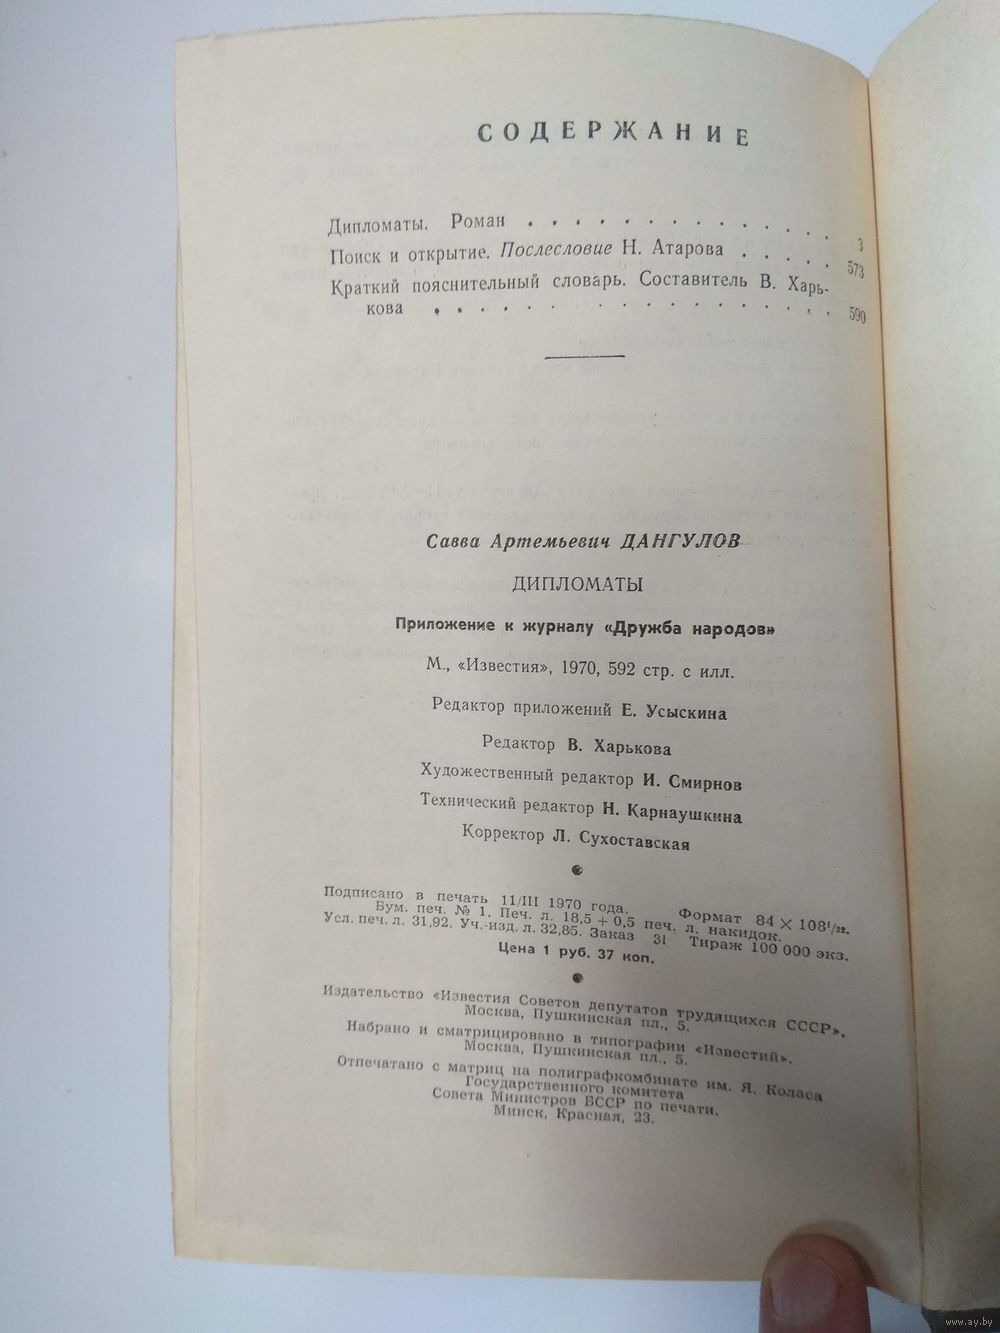 СОДЕРЖАНИЕ
Дипломаты. Роман . . . . . . . . . . . . . . 3
Поиск и открытие. Послесловие Н. Атарова . . . . . 573
Краткий пояснительный словарь. Составитель В. Харь-
кова . . . . . . . . . . . . . . . . 590
Савва Артемьевич ДАНГУЛОВ
ДИПЛОМАТЫ
Приложение к журналу «Дружба народов»
М., «Известия», 1970, 592 стр. с илл.
Редактор приложений Е. Усыскина
Редактор В. Харькова
Художественный редактор И. Смирнов
Технический редактор Н. Карнаушкина
Корректор Л. Сухоставская
Подписано в печать 11/III 1970 года. Формат 84 × 108¹/₃₂.
Бум. печ. № 1. Печ. л. 18,5 + 0,5 печ. л. накидок.
Усл. печ. л. 31,92. Уч.-изд. л. 32,85. Заказ 31 Тираж 100 000 экз.
Цена 1 руб. 37 коп.
Издательство «Известия Советов депутатов трудящихся СССР»,
Москва, Пушкинская пл., 5.
Набрано и сматрицировано в типографии «Известий».
Москва, Пушкинская пл., 5.
Отпечатано с матриц на полиграфкомбинате им. Я. Коласа
Государственного комитета
Совета Министров БССР по печати.
Минск, Красная, 23.
www.ay.by